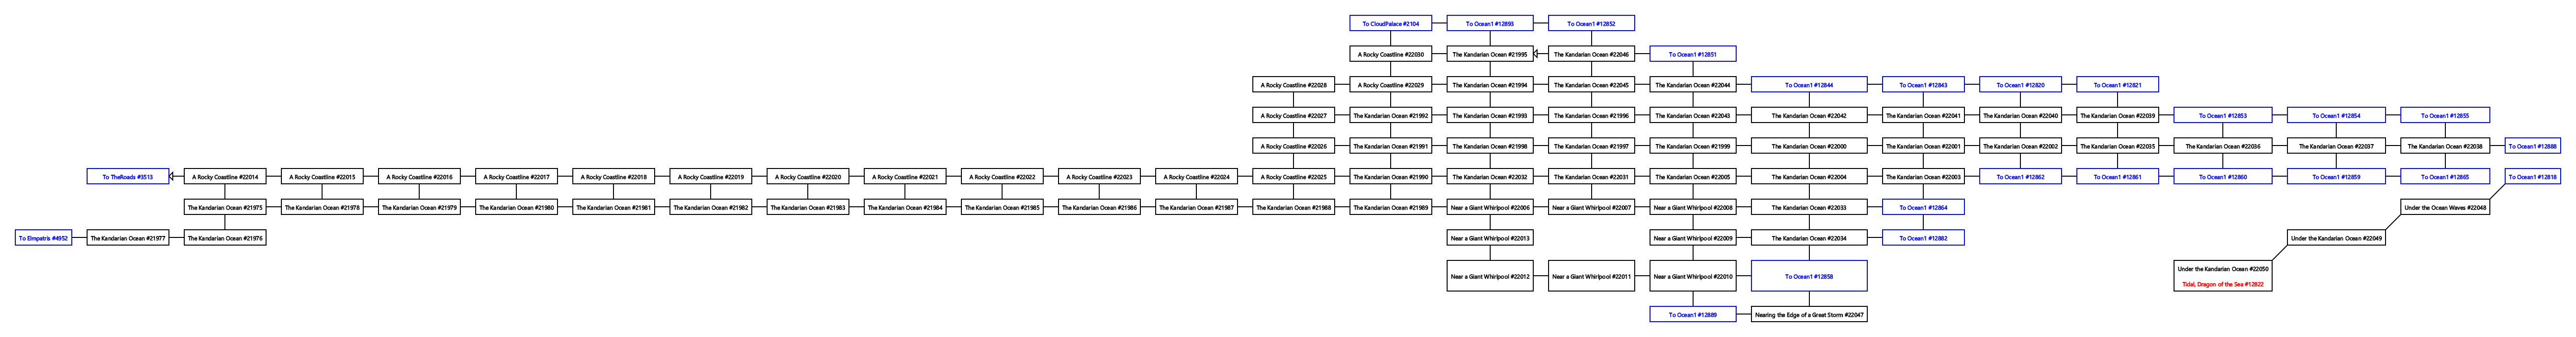 To CloudPalace #2104
To Ocean1 #12893
To Ocean1 #12852
A Rocky Coastline #22030
The Kandarian Ocean #21995
The Kandarian Ocean #22046
To Ocean1 #12851
A Rocky Coastline #22028
A Rocky Coastline #22029
The Kandarian Ocean #21994
The Kandarian Ocean #22045
The Kandarian Ocean #22044
To Ocean1 #12844
To Ocean1 #12843
To Ocean1 #12820
To Ocean1 #12821
A Rocky Coastline #22027
The Kandarian Ocean #21992
The Kandarian Ocean #21993
The Kandarian Ocean #21996
The Kandarian Ocean #22043
The Kandarian Ocean #22042
The Kandarian Ocean #22041
The Kandarian Ocean #22040
The Kandarian Ocean #22039
To Ocean1 #12853
To Ocean1 #12854
To Ocean1 #12855
A Rocky Coastline #22026
The Kandarian Ocean #21991
The Kandarian Ocean #21998
The Kandarian Ocean #21997
The Kandarian Ocean #21999
The Kandarian Ocean #22000
The Kandarian Ocean #22001
The Kandarian Ocean #22002
The Kandarian Ocean #22035
The Kandarian Ocean #22036
The Kandarian Ocean #22037
The Kandarian Ocean #22038
To Ocean1 #12888
To TheRoads #3513
A Rocky Coastline #22014
A Rocky Coastline #22015
A Rocky Coastline #22016
A Rocky Coastline #22017
A Rocky Coastline #22018
A Rocky Coastline #22019
A Rocky Coastline #22020
A Rocky Coastline #22021
A Rocky Coastline #22022
A Rocky Coastline #22023
A Rocky Coastline #22024
A Rocky Coastline #22025
The Kandarian Ocean #21990
The Kandarian Ocean #22032
The Kandarian Ocean #22031
The Kandarian Ocean #22005
The Kandarian Ocean #22004
The Kandarian Ocean #22003
To Ocean1 #12862
To Ocean1 #12861
To Ocean1 #12860
To Ocean1 #12859
To Ocean1 #12865
To Ocean1 #12818
The Kandarian Ocean #21975
The Kandarian Ocean #21978
The Kandarian Ocean #21979
The Kandarian Ocean #21980
The Kandarian Ocean #21981
The Kandarian Ocean #21982
The Kandarian Ocean #21983
The Kandarian Ocean #21984
The Kandarian Ocean #21985
The Kandarian Ocean #21986
The Kandarian Ocean #21987
The Kandarian Ocean #21988
The Kandarian Ocean #21989
Near a Giant Whirlpool #22006
Near a Giant Whirlpool #22007
Near a Giant Whirlpool #22008
The Kandarian Ocean #22033
To Ocean1 #12864
Under the Ocean Waves #22048
To Elmpatris #4952
The Kandarian Ocean #21977
The Kandarian Ocean #21976
Near a Giant Whirlpool #22013
Near a Giant Whirlpool #22009
The Kandarian Ocean #22034
To Ocean1 #12882
Under the Kandarian Ocean #22049
Near a Giant Whirlpool #22012
Near a Giant Whirlpool #22011
Near a Giant Whirlpool #22010
To Ocean1 #12858
Under the Kandarian Ocean #22050
Tidal, Dragon of the Sea #12822
To Ocean1 #12889
Nearing the Edge of a Great Storm #22047